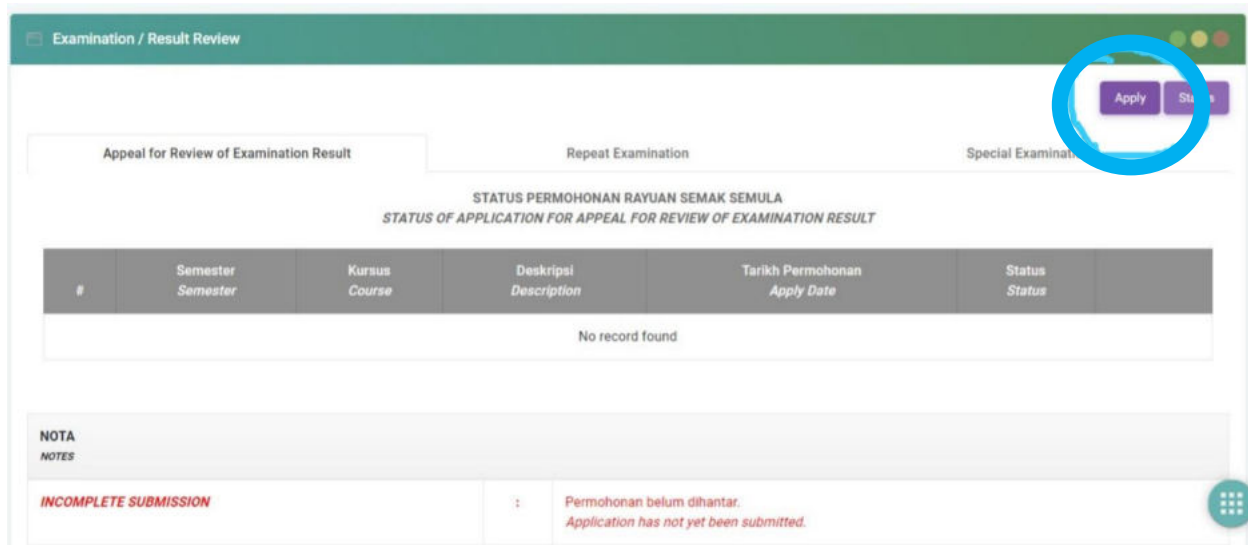 Examination / Result Review
Apply
Appeal for Review of Examination Result
Repeat Examination
Special
STATUS PERMOHONAN RAYUAN SEMAK SEMULA
STATUS OF APPLICATION FOR APPEAL FOR REVIEW OF EXAMINATION RESULT
Semester Kursus Deskripsi Tarikh Permohonan Status
# Semester Course Description Apply Date Status
No record found
NOTA
NOTES
INCOMPLETE SUBMISSION : Permohonan belum dihantar.
Application has not yet been submitted.